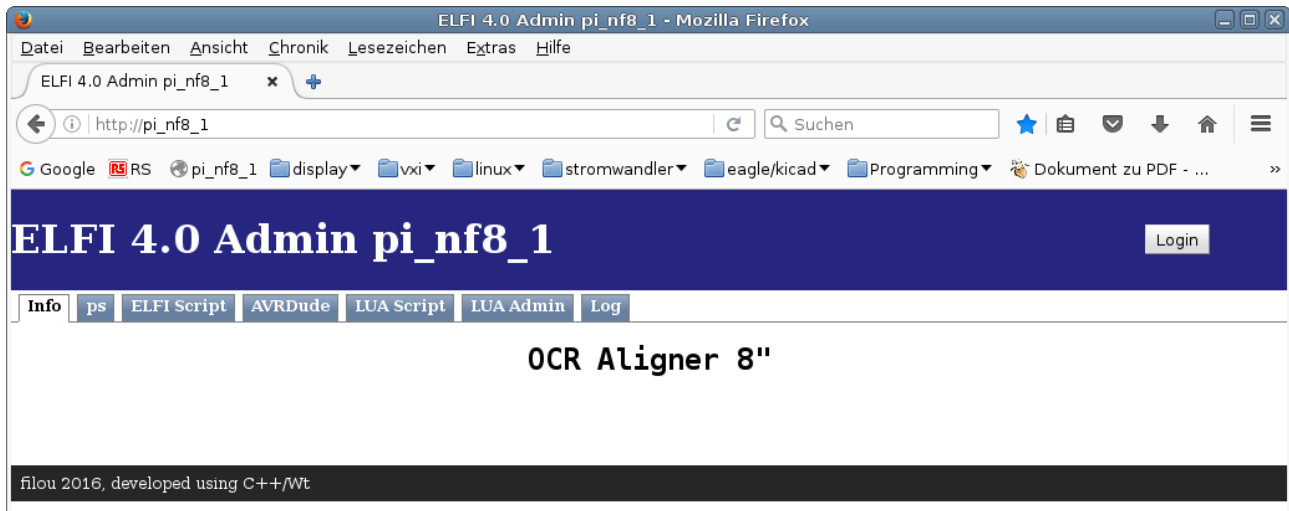 ELFI 4.0 Admin pi_nf8_1 - Mozilla Firefox
Datei Bearbeiten Ansicht Chronik Lesezeichen Extras Hilfe
ELFI 4.0 Admin pi_nf8_1
http://pi_nf8_1 Suchen
Google RS RS pi_nf8_1 display vxi linux stromwandler eagle/kicad Programming Dokument zu PDF - ... »
ELFI 4.0 Admin pi_nf8_1 Login
Info ps ELFI Script AVRDude LUA Script LUA Admin Log
OCR Aligner 8"
filou 2016, developed using C++/Wt